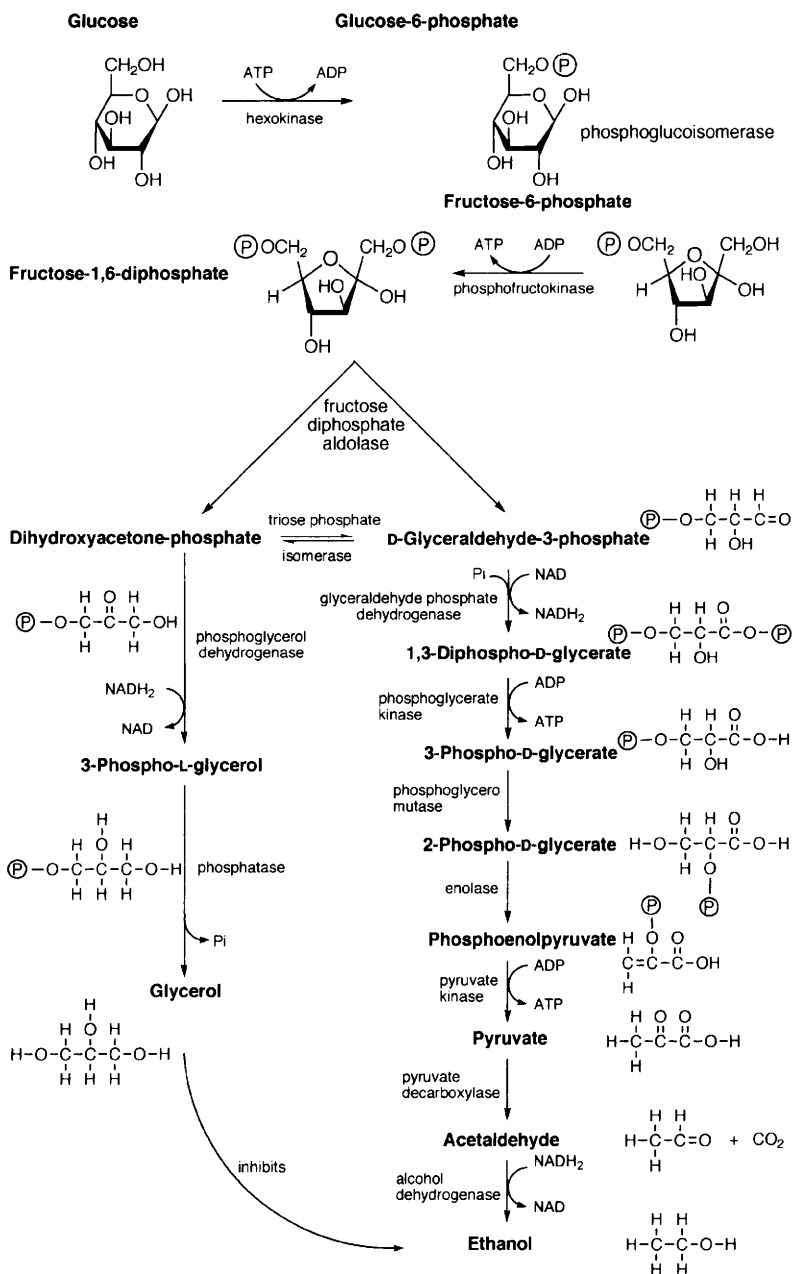 Glucose
Glucose-6-phosphate
CH2OH
O
OH
OH
OH
OH
ATP
ADP
hexokinase
CH2O P
O
OH
OH
OH
OH
phosphoglucoisomerase
Fructose-6-phosphate
Fructose-1,6-diphosphate
P OCH2
CH2O P
O
HO
H
OH
OH
ATP
ADP
phosphofructokinase
P OCH2
CH2OH
O
HO
H
OH
OH
fructose
diphosphate
aldolase
Dihydroxyacetone-phosphate
triose phosphate
isomerase
D-Glyceraldehyde-3-phosphate
H H H
P–O–C–C–C=O
H OH
H O H
P–O–C–C–C–OH
H H
phosphoglycerol
dehydrogenase
NADH2
NAD
Pi
NAD
glyceraldehyde phosphate
dehydrogenase
NADH2
1,3-Diphospho-D-glycerate
H H O
P–O–C–C–C–O–P
H OH
phosphoglycerate
kinase
ADP
ATP
3-Phospho-L-glycerol
3-Phospho-D-glycerate
H H O
P–O–C–C–C–O–H
H OH
H
H O H
P–O–C–C–C–O–H
H H H
phosphatase
Pi
phosphoglycero
mutase
2-Phospho-D-glycerate
H H O
H–O–C–C–C–O–H
H O
P
enolase
Phosphoenolpyruvate
P
H O O
C=C–C–OH
H
Glycerol
H
H O H
H–O–C–C–C–O–H
H H H
pyruvate
kinase
ADP
ATP
Pyruvate
H O O
H–C–C–C–O–H
H
pyruvate
decarboxylase
Acetaldehyde
H H
H–C–C=O + CO2
H
inhibits
alcohol
dehydrogenase
NADH2
NAD
Ethanol
H H
H–C–C–O–H
H H